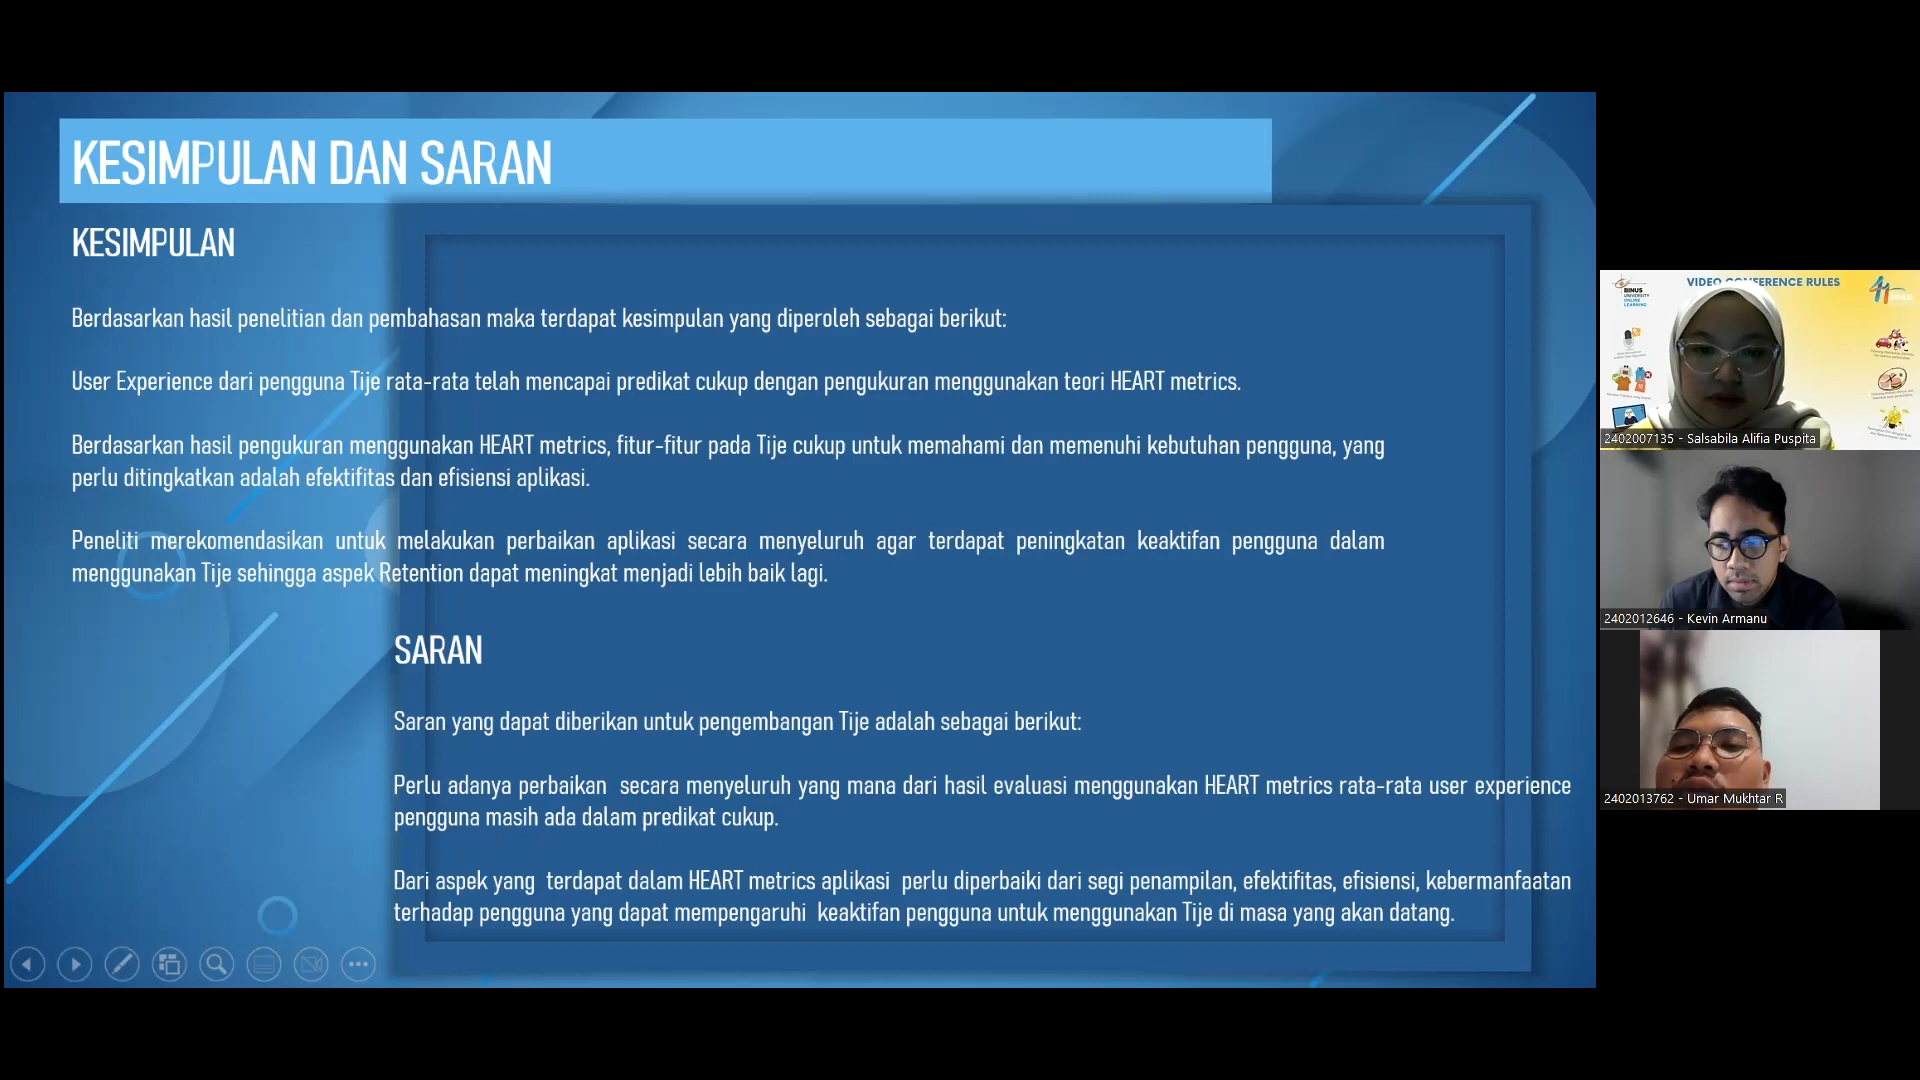 KESIMPULAN DAN SARAN
KESIMPULAN
Berdasarkan hasil penelitian dan pembahasan maka terdapat kesimpulan yang diperoleh sebagai berikut:
User Experience dari pengguna Tije rata-rata telah mencapai predikat cukup dengan pengukuran menggunakan teori HEART metrics.
Berdasarkan hasil pengukuran menggunakan HEART metrics, fitur-fitur pada Tije cukup untuk memahami dan memenuhi kebutuhan pengguna, yang
perlu ditingkatkan adalah efektifitas dan efisiensi aplikasi.
Peneliti merekomendasikan untuk melakukan perbaikan aplikasi secara menyeluruh agar terdapat peningkatan keaktifan pengguna dalam
menggunakan Tije sehingga aspek Retention dapat meningkat menjadi lebih baik lagi.
SARAN
Saran yang dapat diberikan untuk pengembangan Tije adalah sebagai berikut:
Perlu adanya perbaikan secara menyeluruh yang mana dari hasil evaluasi menggunakan HEART metrics rata-rata user experience
pengguna masih ada dalam predikat cukup.
Dari aspek yang terdapat dalam HEART metrics aplikasi perlu diperbaiki dari segi penampilan, efektifitas, efisiensi, kebermanfaatan
terhadap pengguna yang dapat mempengaruhi keaktifan pengguna untuk menggunakan Tije di masa yang akan datang.
VIDEO CONFERENCE RULES
BINUS
UNIVERSITY
ONLINE
LEARNING
2402007135 - Salsabila Alifia Puspita
2402012646 - Kevin Armanu
2402013762 - Umar Mukhtar R